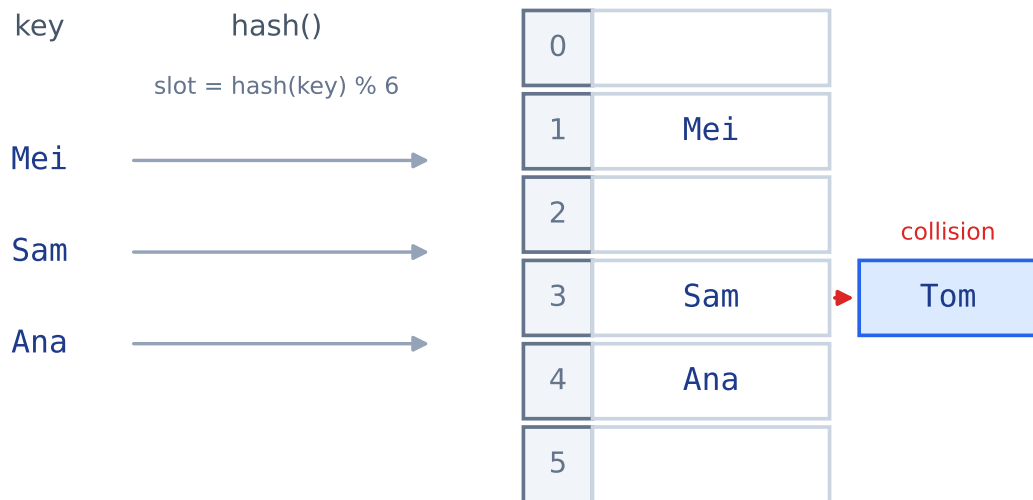 key
hash()
slot = hash(key) % 6
Mei
Sam
Ana
0
1 Mei
2
3 Sam
collision
Tom
4 Ana
5